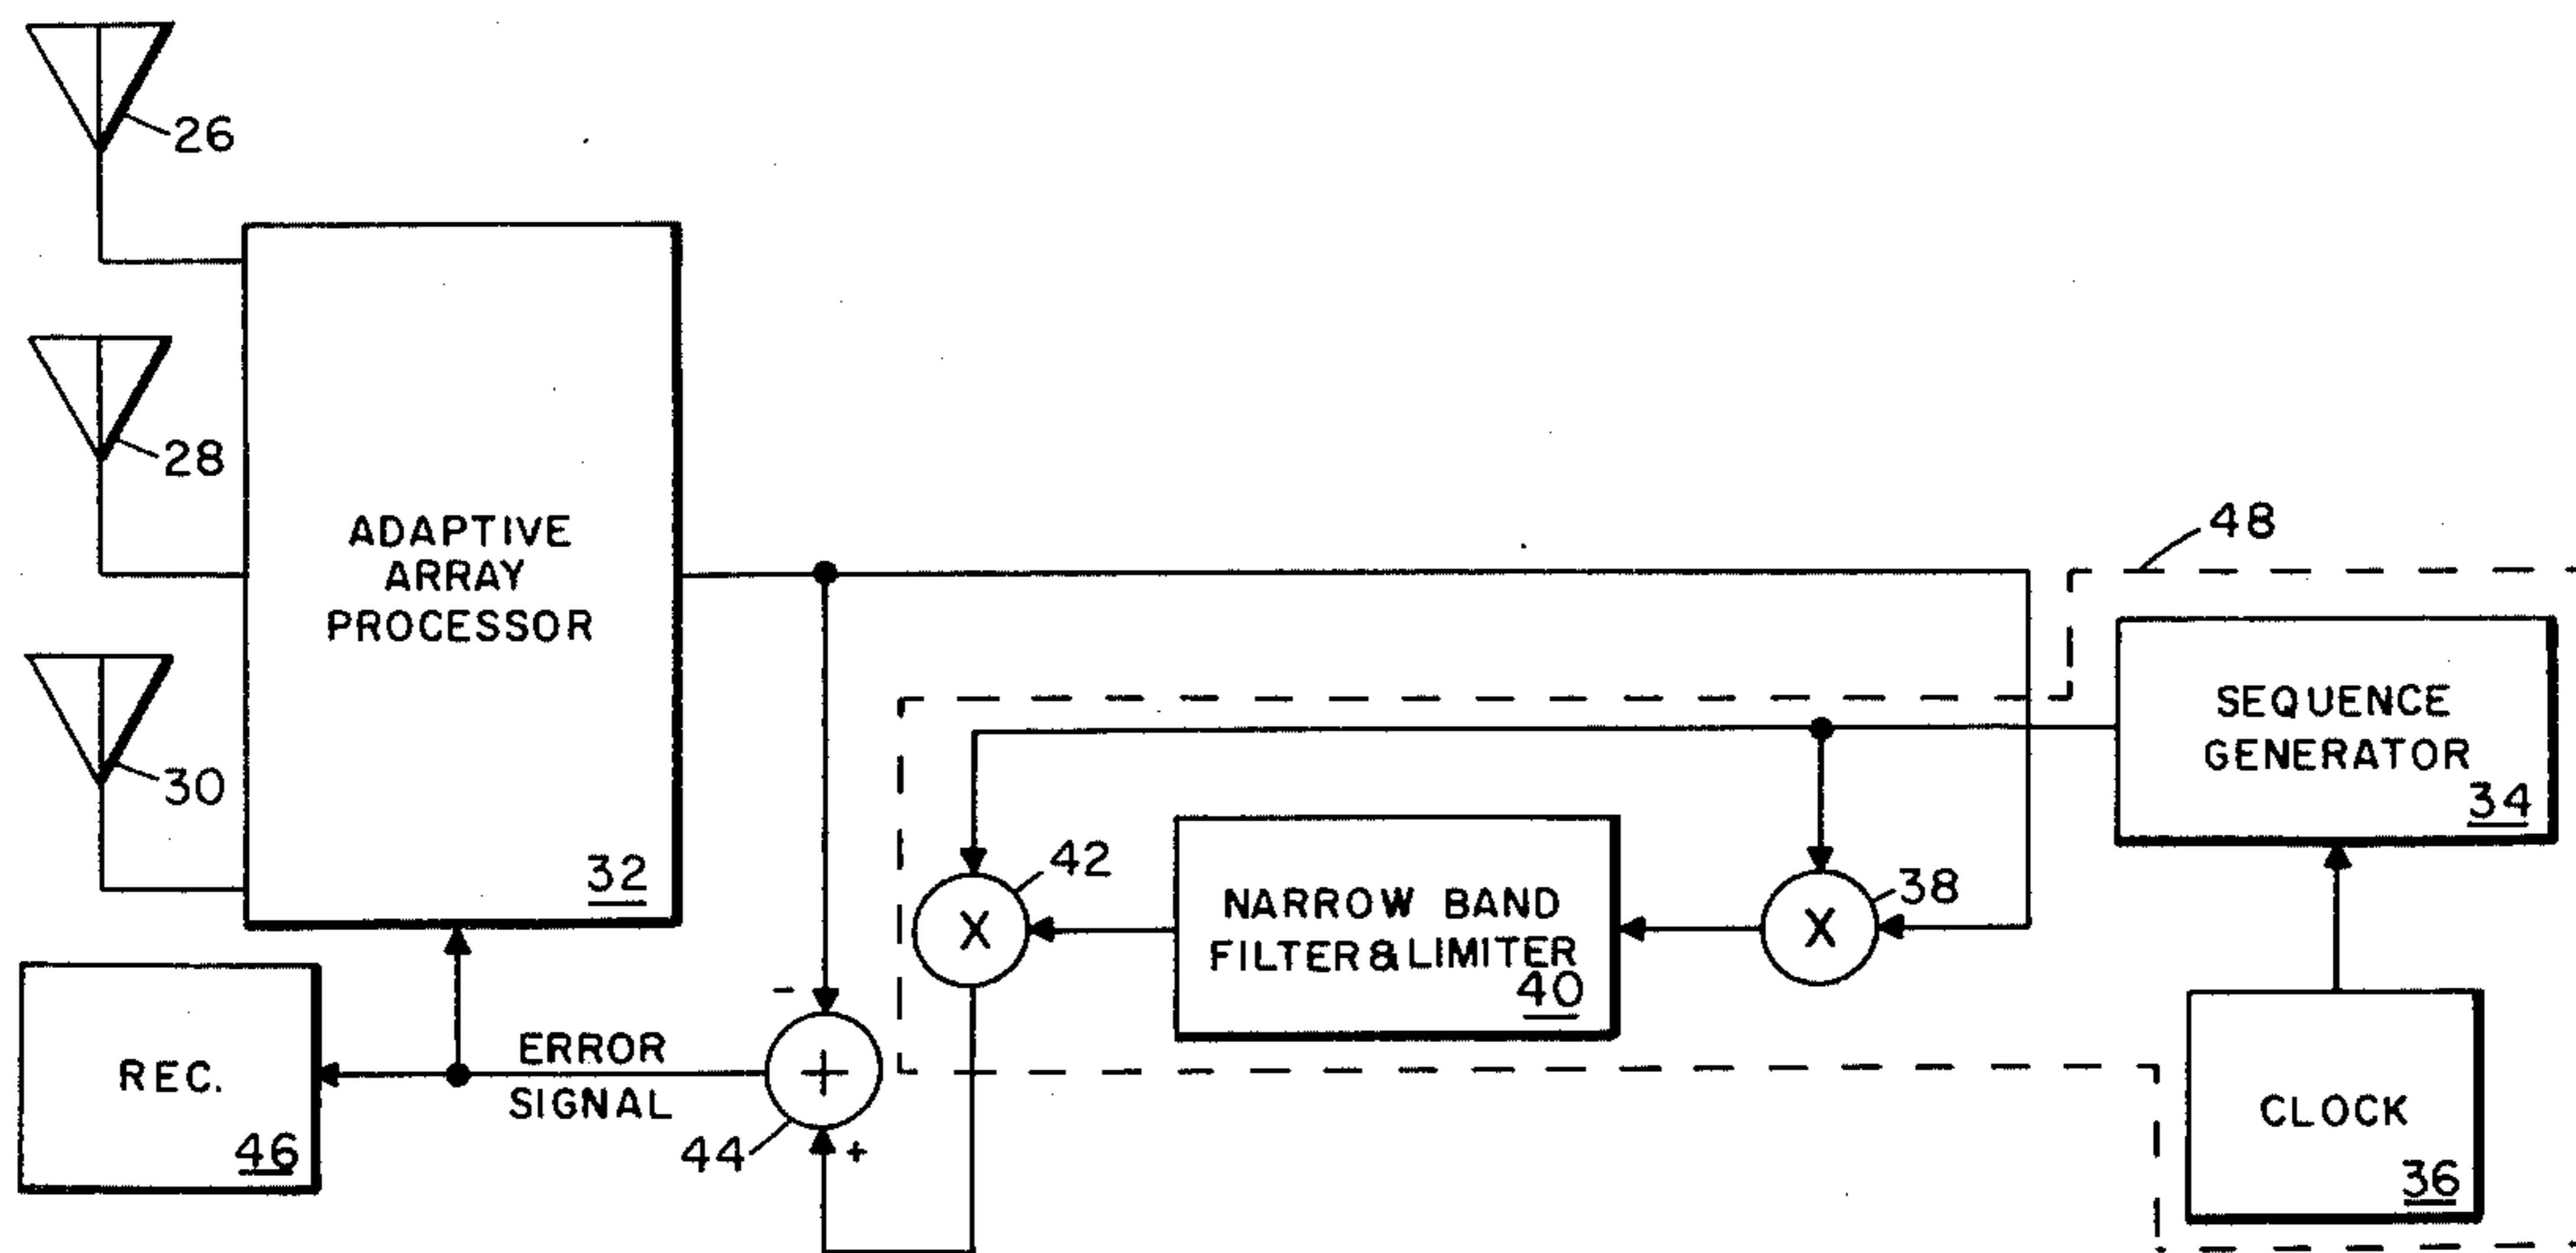 26
28
30
ADAPTIVE
ARRAY
PROCESSOR
32
48
SEQUENCE
GENERATOR
34
42
NARROW BAND
FILTER & LIMITER
40
X
X
38
-
ERROR
SIGNAL
+
+
44
REC.
46
CLOCK
36